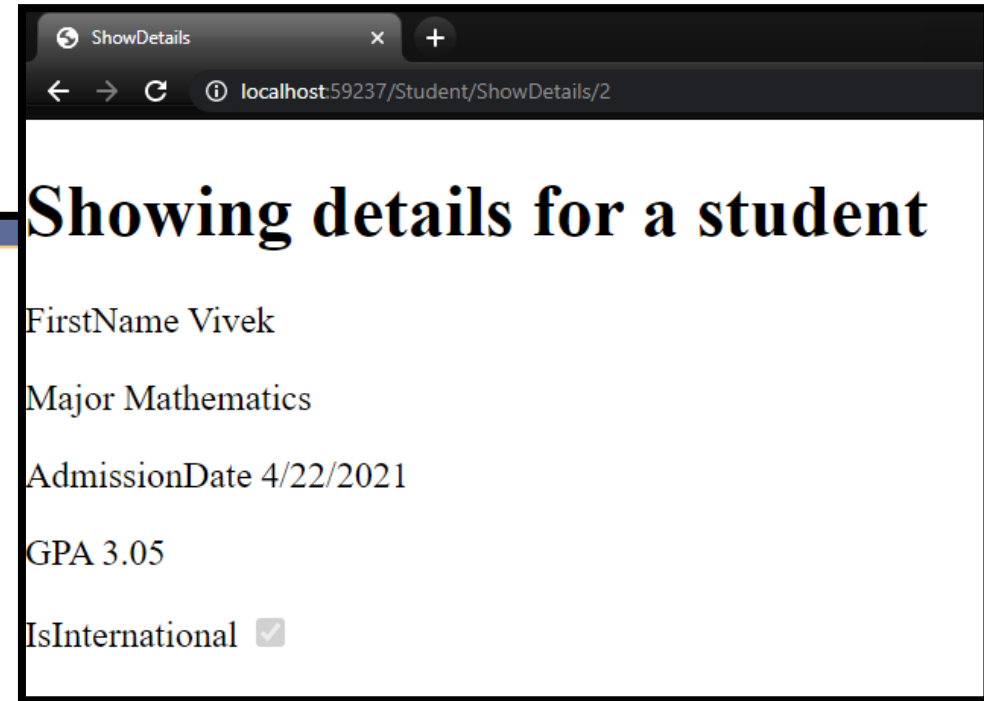 ShowDetails
localhost:59237/Student/ShowDetails/2
Showing details for a student
FirstName Vivek
Major Mathematics
AdmissionDate 4/22/2021
GPA 3.05
IsInternational